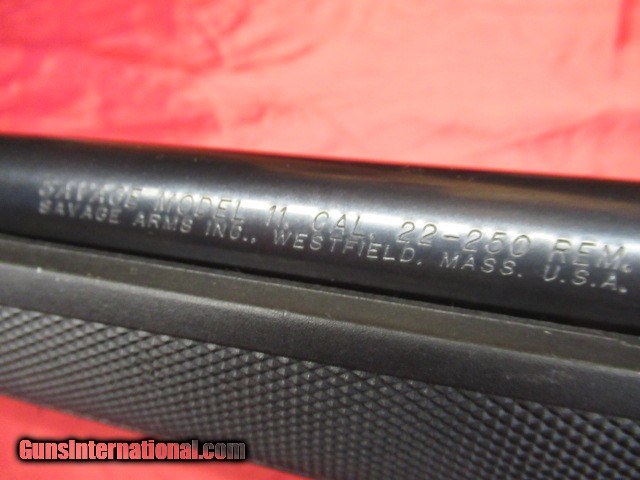 SAVAGE MODEL 11 CAL. 22-250 REM.
SAVAGE ARMS INC., WESTFIELD, MASS. U.S.A.
GunsInternational.com